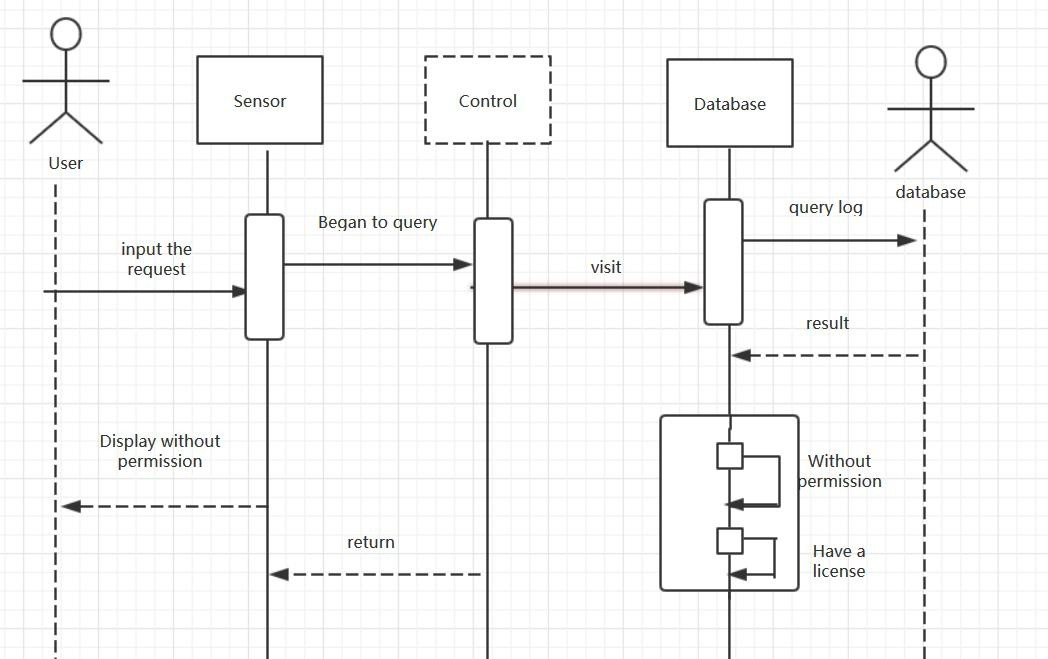 Sensor
Control
Database
User
database
query log
Began to query
input the
request
visit
result
Display without
permission
Without
permission
return
Have a
license